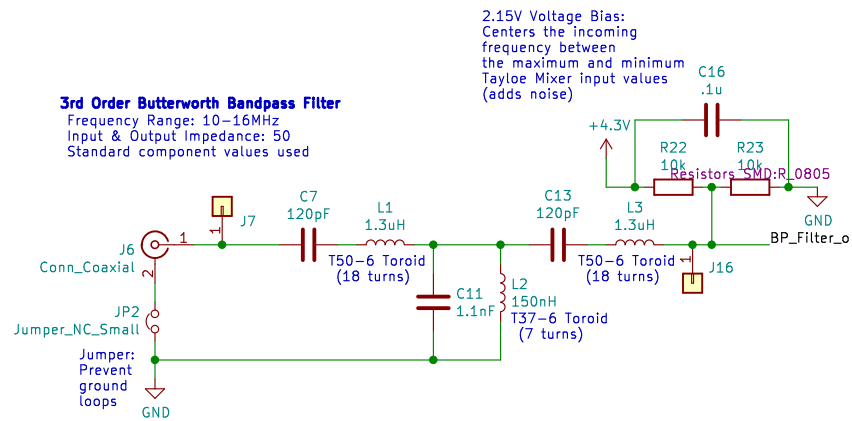 2.15V Voltage Bias:
Centers the incoming
frequency between
the maximum and minimum
Tayloe Mixer input values
(adds noise)
C16
.1u
3rd Order Butterworth Bandpass Filter
Frequency Range: 10-16MHz
Input & Output Impedance: 50
Standard component values used
+4.3V
R22
10k
R23
10k
Resistors_SMD:R_0805
GND
C7
120pF
L1
1.3uH
C13
120pF
L3
1.3uH
J7
1
J6
Conn_Coaxial
1
2
BP_Filter_o
T50-6 Toroid
(18 turns)
T50-6 Toroid
(18 turns)
1
J16
C11
1.1nF
L2
150nH
T37-6 Toroid
(7 turns)
JP2
Jumper_NC_Small
Jumper:
Prevent
ground
loops
GND